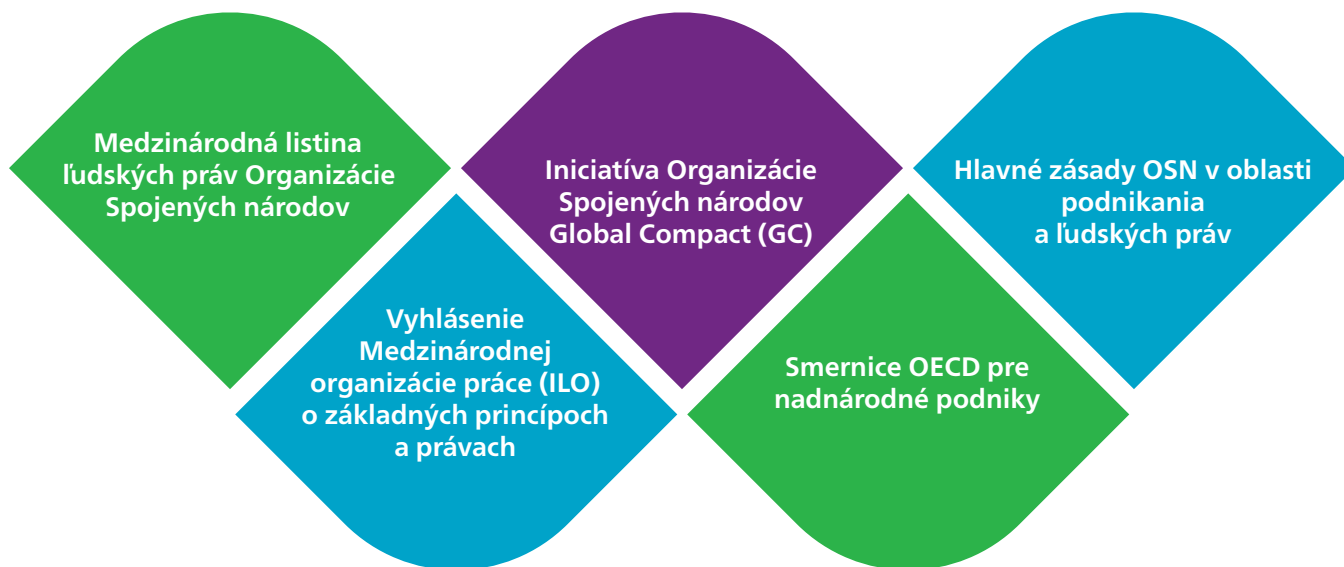 Medzinárodná listina
ľudských práv Organizácie
Spojených národov
Vyhlásenie
Medzinárodnej
organizácie práce (ILO)
o základných princípoch
a právach
Iniciatíva Organizácie
Spojených národov
Global Compact (GC)
Smernice OECD pre
nadnárodné podniky
Hlavné zásady OSN v oblasti
podnikania
a ľudských práv